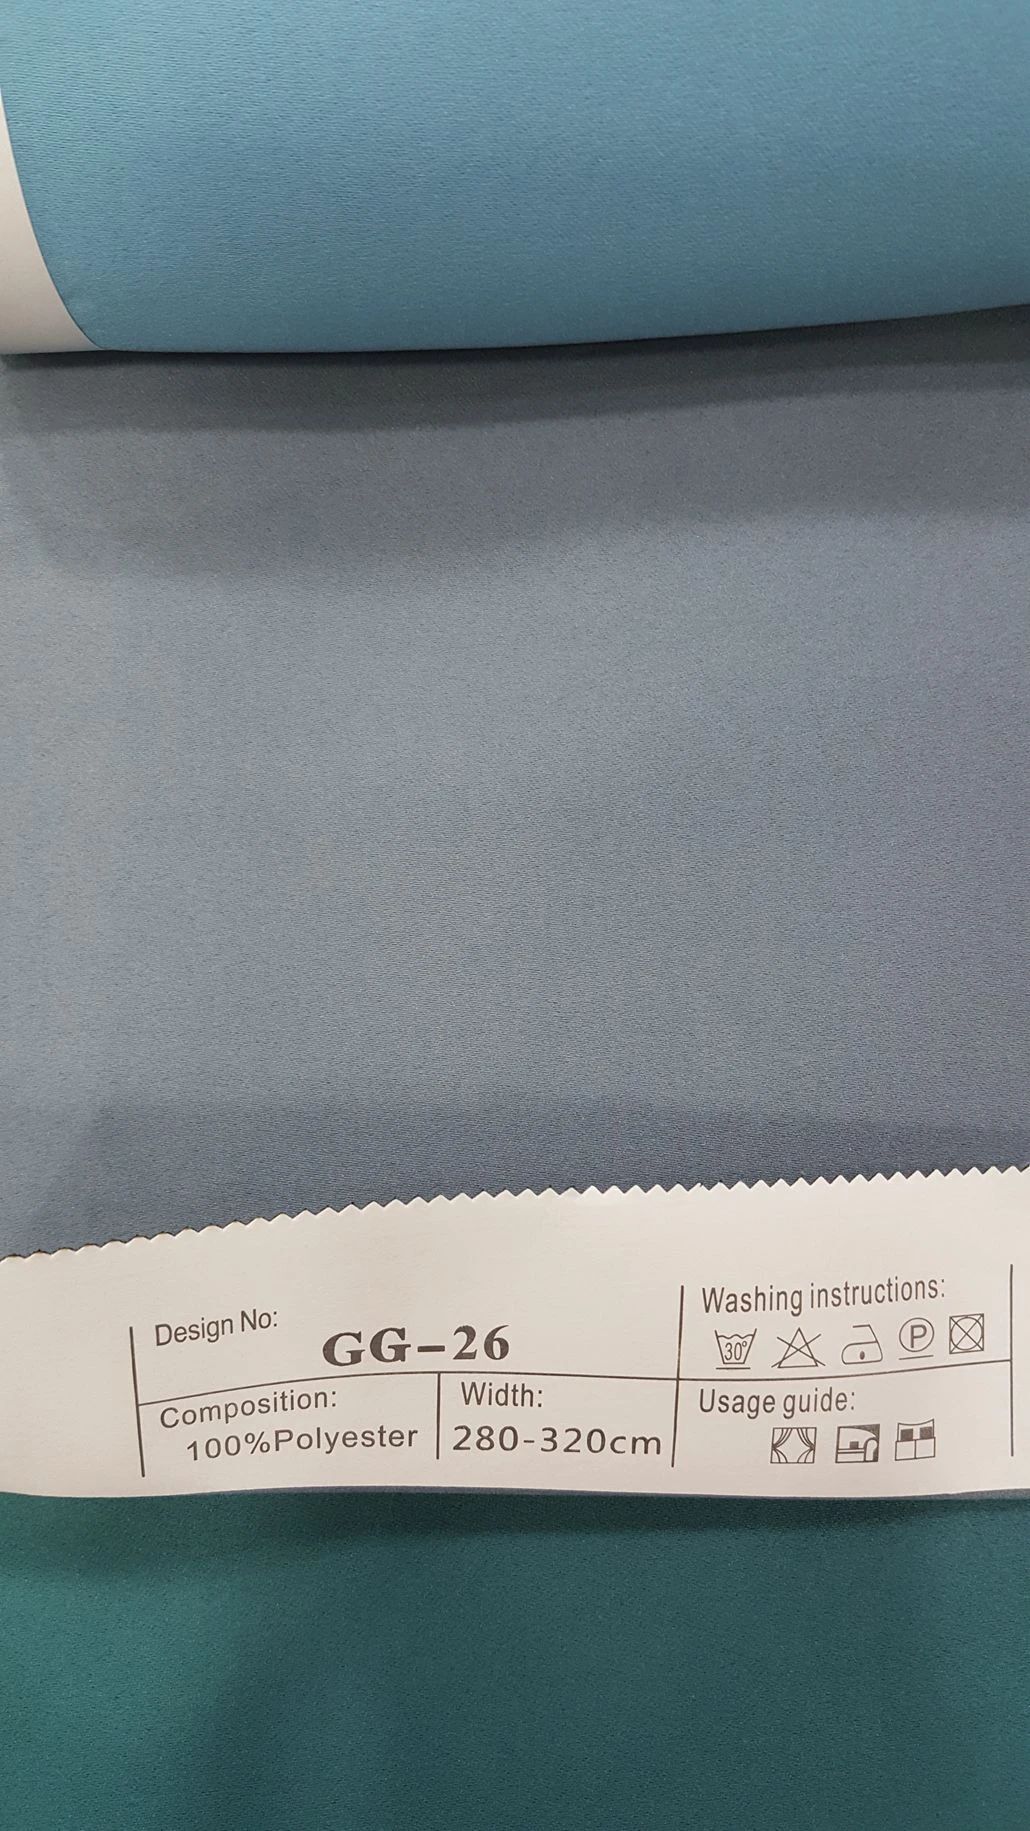 Design No:
GG-26
Composition:
100%Polyester
Width:
280-320cm
Washing instructions:
30°
P
Usage guide: